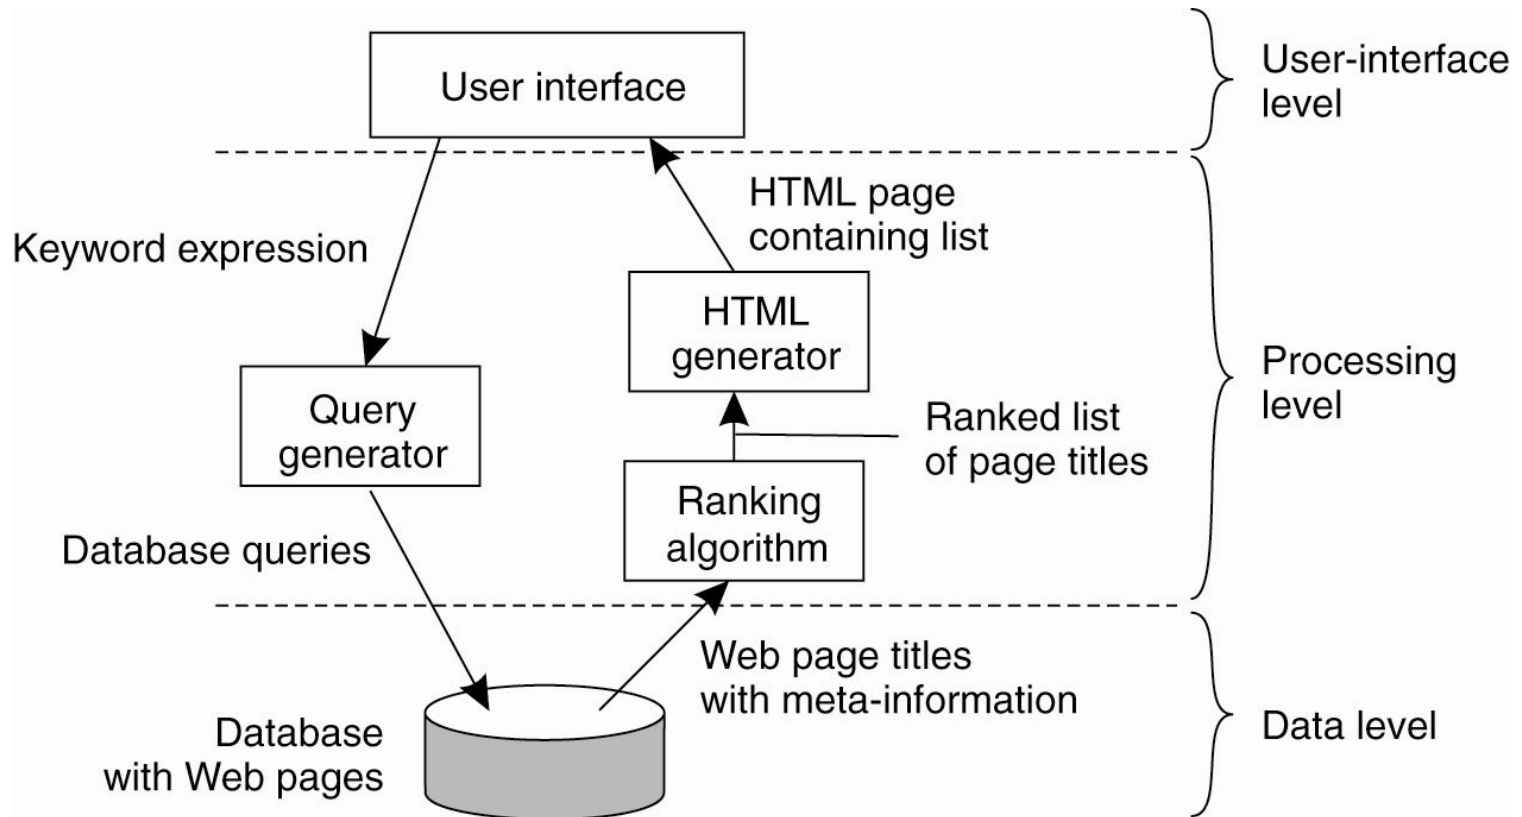 User interface
User-interface
level
Keyword expression
HTML page
containing list
HTML
generator
Query
generator
Ranked list
of page titles
Processing
level
Ranking
algorithm
Database queries
Web page titles
with meta-information
Database
with Web pages
Data level